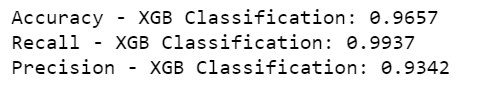 Accuracy - XGB Classification: 0.9657
Recall - XGB Classification: 0.9937
Precision - XGB Classification: 0.9342